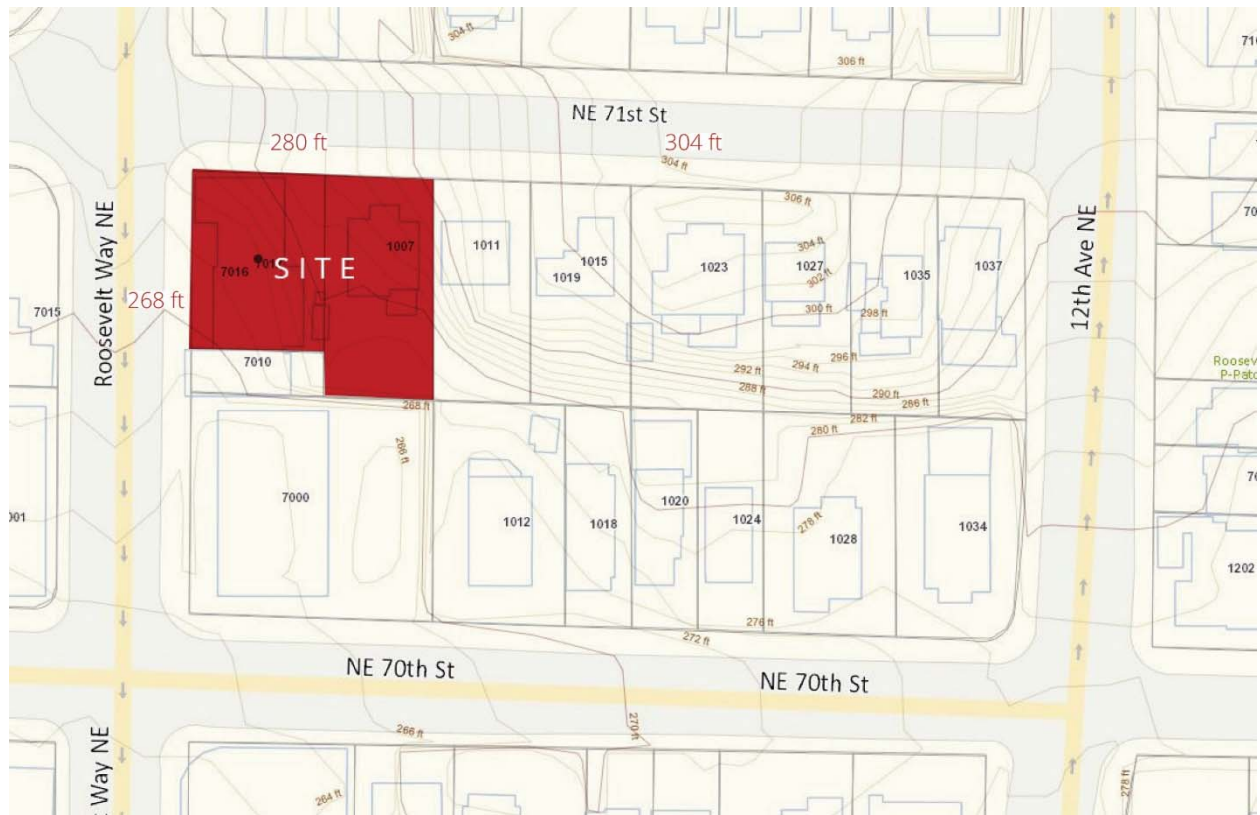 304 ft
306 ft
NE 71st St
280 ft
304 ft
304 ft
Roosevelt Way NE
12th Ave NE
306 ft
1007
1011
304 ft
7016
SITE
1015
1019
1023
1027
302 ft
1035
1037
268 ft
7015
300 ft
298 ft
7010
296 ft
292 ft
294 ft
288 ft
290 ft
286 ft
268 ft
282 ft
280 ft
266 ft
7000
1012
1018
1020
1024
278 ft
1028
1034
1202
276 ft
272 ft
NE 70th St
NE 70th St
266 ft
270 ft
264 ft
278 ft
Way NE